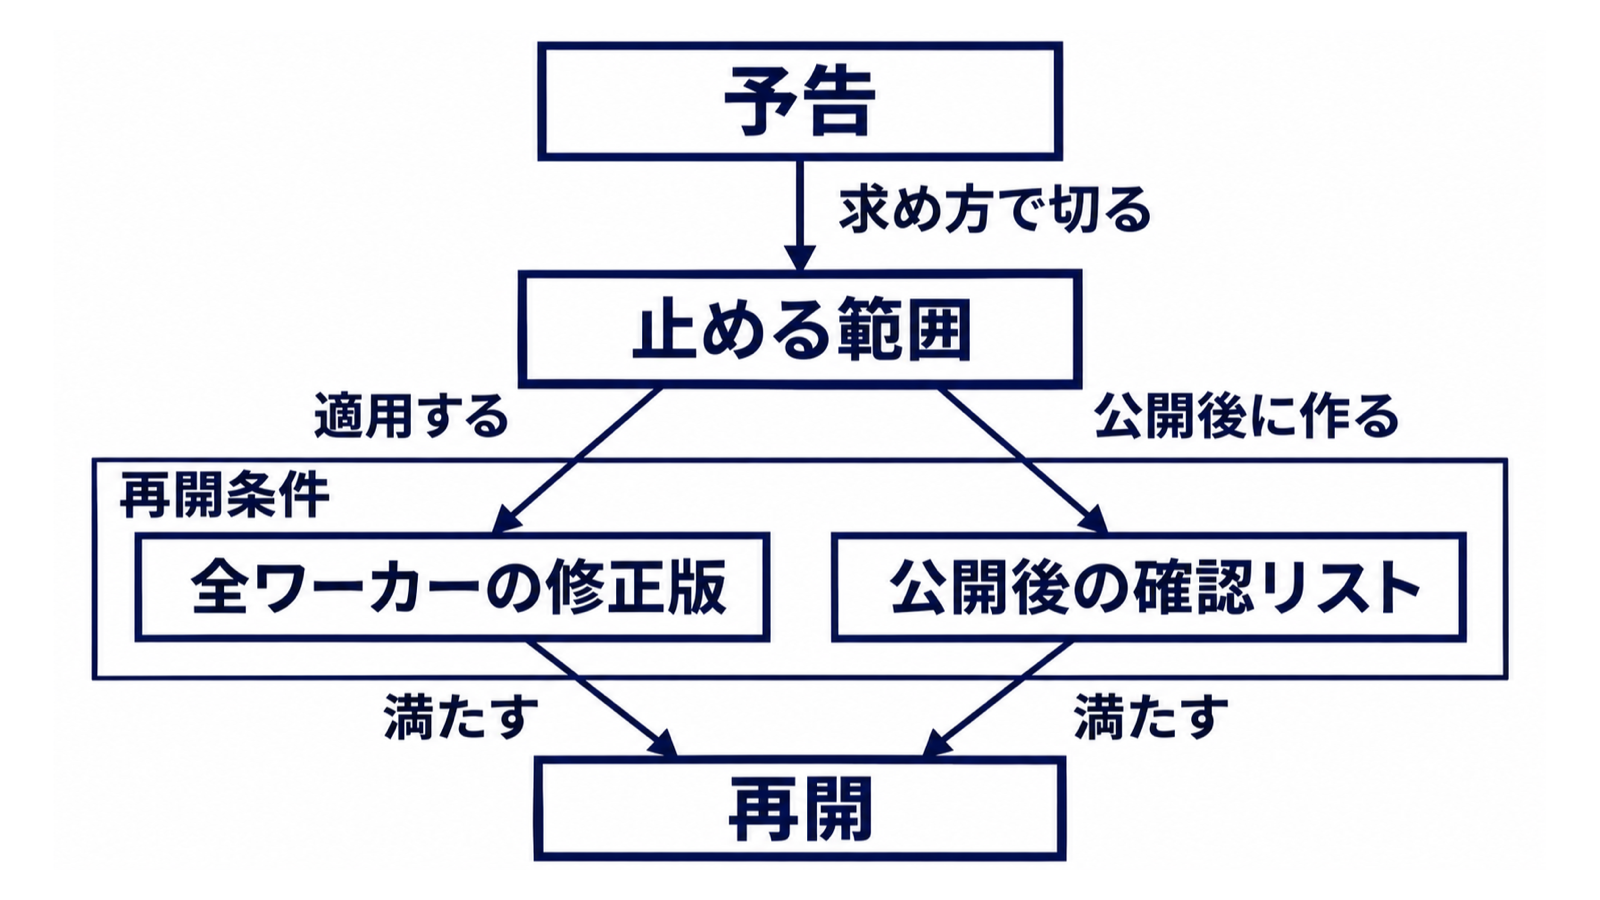 予告
求め方で切る
止める範囲
適用する
公開後に作る
再開条件
全ワーカーの修正版
公開後の確認リスト
満たす
満たす
再開